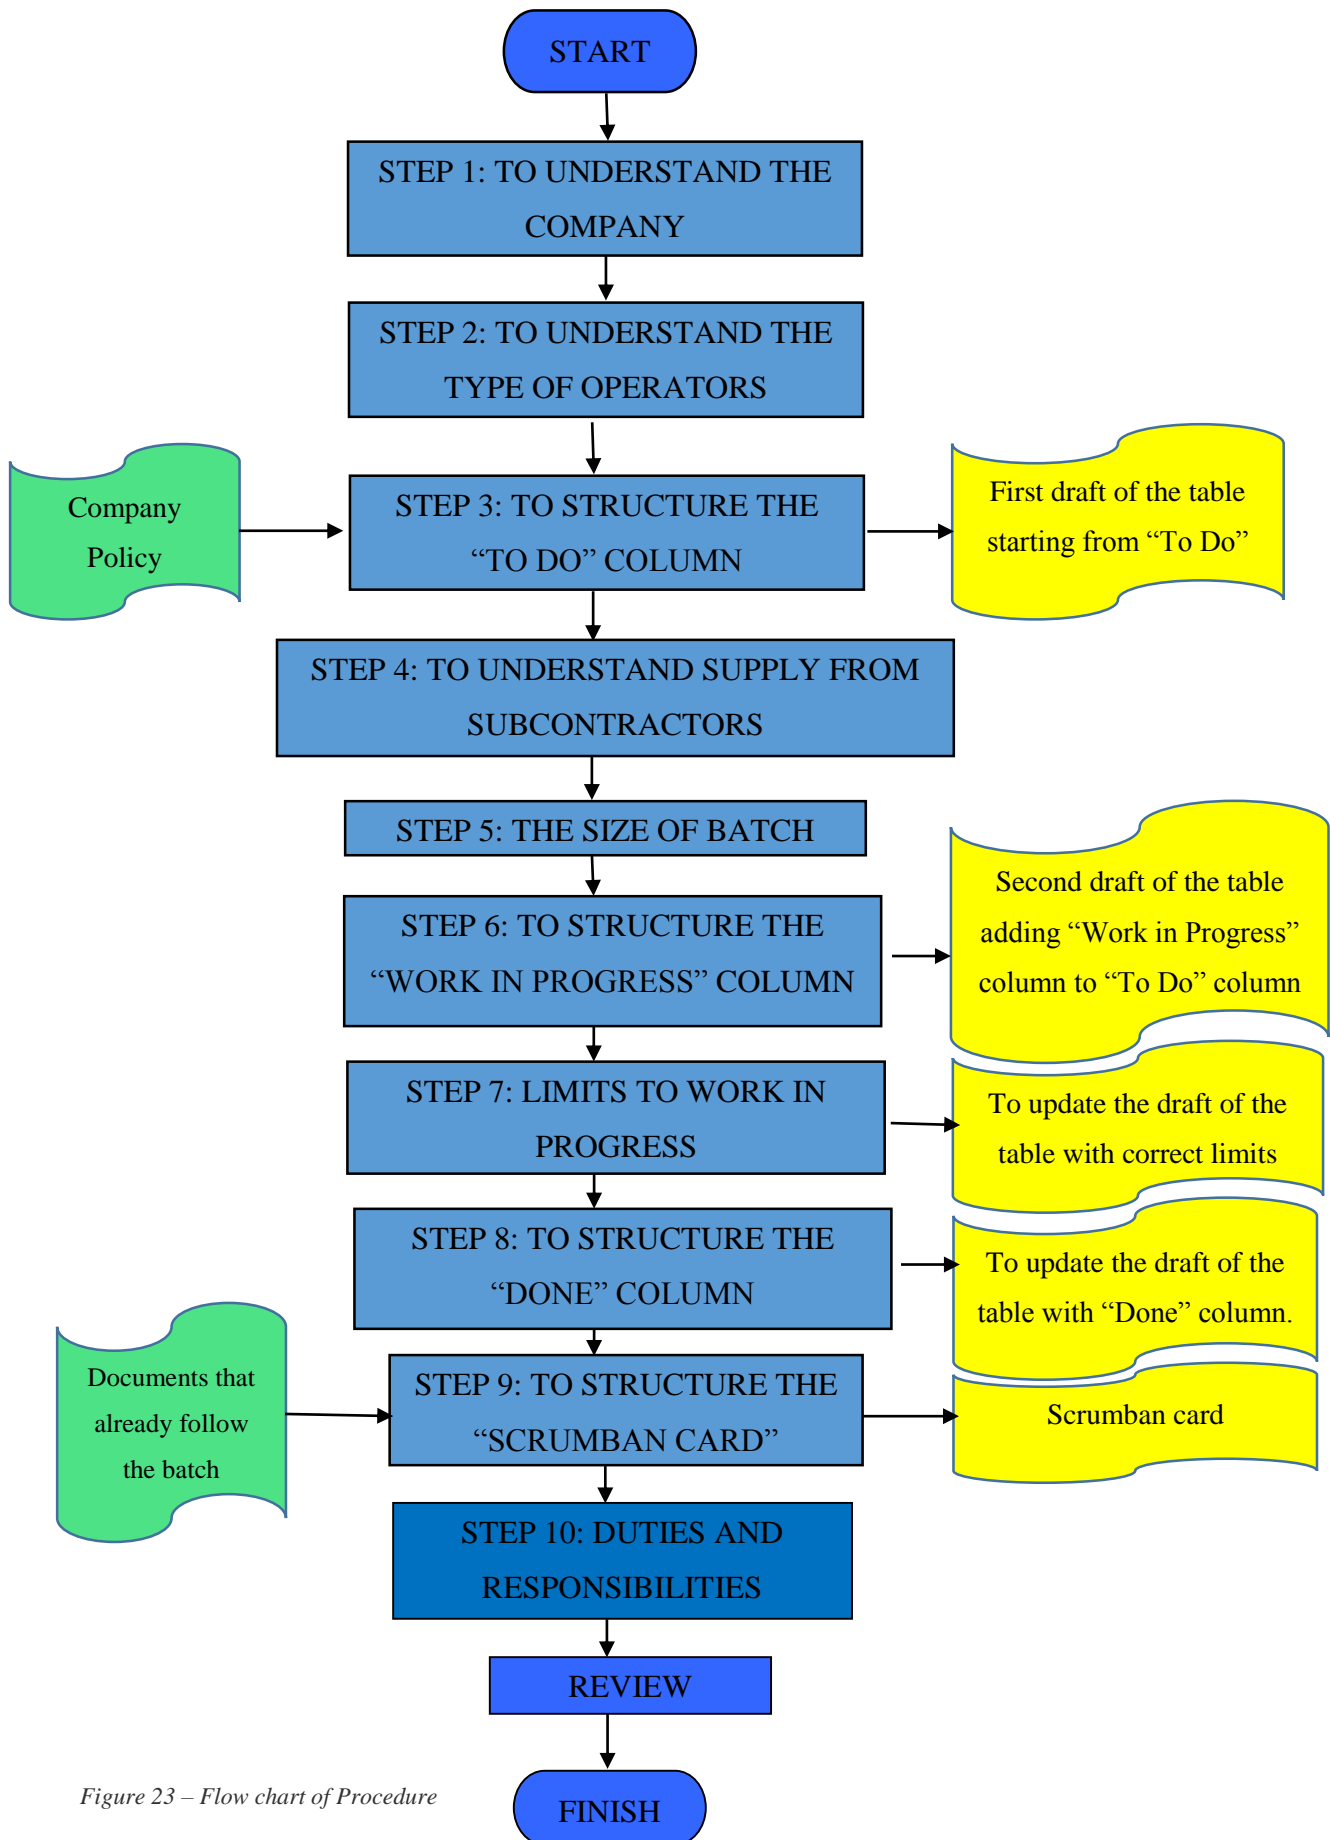 START
STEP 1: TO UNDERSTAND THE
COMPANY
STEP 2: TO UNDERSTAND THE
TYPE OF OPERATORS
Company
Policy
STEP 3: TO STRUCTURE THE
“TO DO” COLUMN
First draft of the table
starting from “To Do”
STEP 4: TO UNDERSTAND SUPPLY FROM
SUBCONTRACTORS
STEP 5: THE SIZE OF BATCH
STEP 6: TO STRUCTURE THE
“WORK IN PROGRESS” COLUMN
Second draft of the table
adding “Work in Progress”
column to “To Do” column
STEP 7: LIMITS TO WORK IN
PROGRESS
To update the draft of the
table with correct limits
STEP 8: TO STRUCTURE THE
“DONE” COLUMN
To update the draft of the
table with “Done” column.
Documents that
already follow
the batch
STEP 9: TO STRUCTURE THE
“SCRUMBAN CARD”
Scrumban card
STEP 10: DUTIES AND
RESPONSIBILITIES
REVIEW
FINISH
Figure 23 – Flow chart of Procedure